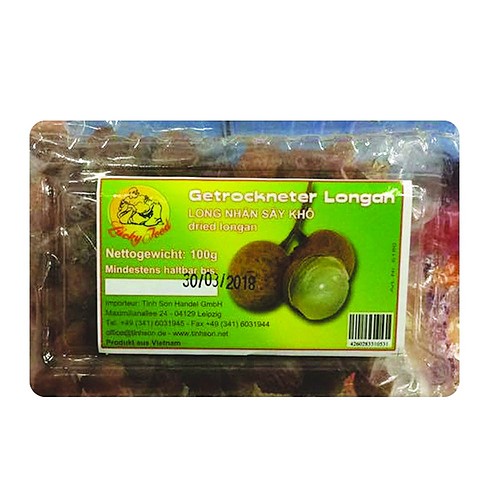 Getrockneter Longan
LONG NHÃN SẤY KHÔ
dried longan
Lucky Food
Nettogewicht: 100g
Mindestens haltbar bis
30/03/2018
Importeur: Tinh Son Handel GmbH
Maximilianallee 24 - 04129 Leipzig
Tel. +49 (341) 6031945 - Fax +49 (341) 6031944
office@tinhson.de - www.tinhson.net
Produkt aus Vietnam
4260283310531